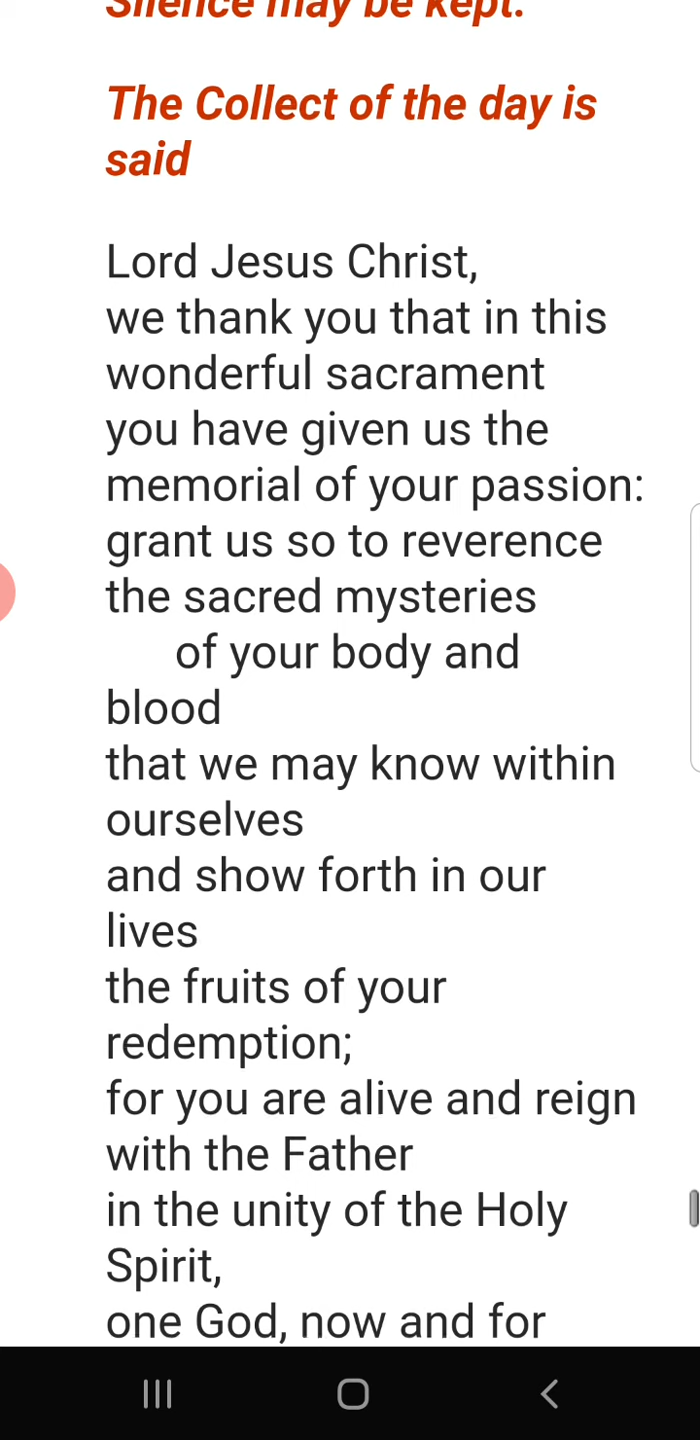 Silence may be kept.
The Collect of the day is
said
Lord Jesus Christ,
we thank you that in this
wonderful sacrament
you have given us the
memorial of your passion:
grant us so to reverence
the sacred mysteries
of your body and
blood
that we may know within
ourselves
and show forth in our
lives
the fruits of your
redemption;
for you are alive and reign
with the Father
in the unity of the Holy
Spirit,
one God, now and for